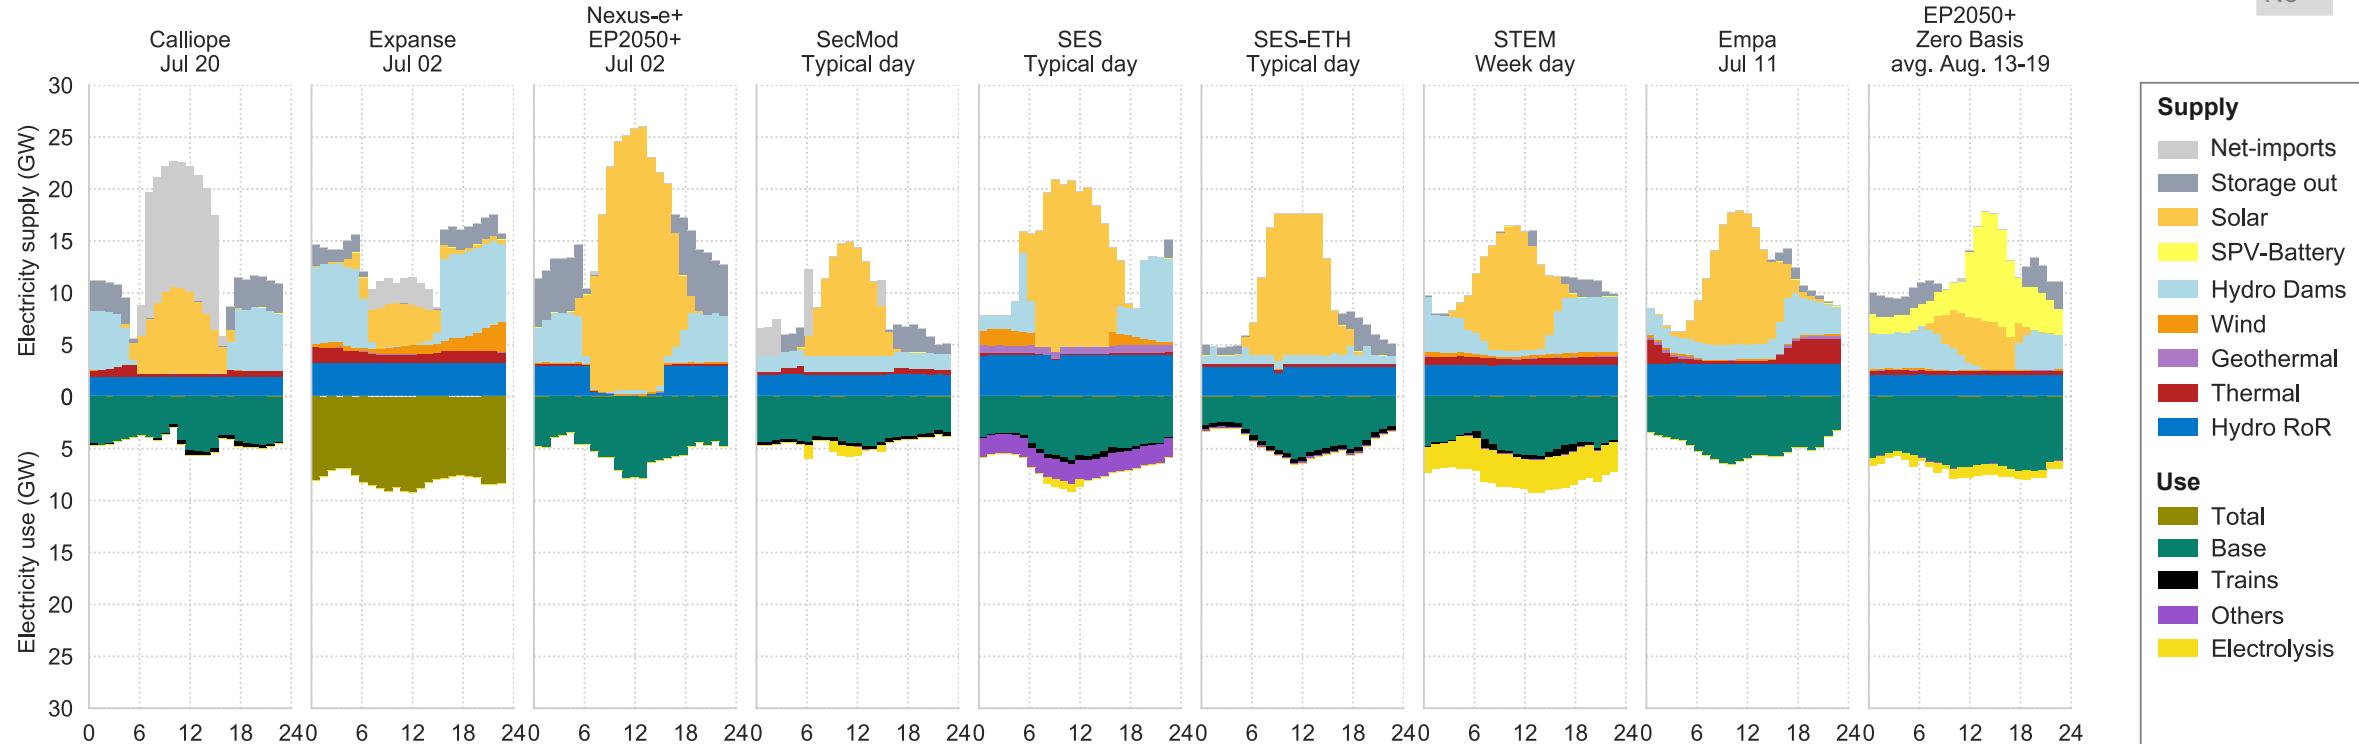 Nexus-e+
EP2050+
Calliope
Expanse
EP2050+
SecMod
SES
SES-ETH
STEM
Empa
Zero Basis
Jul 20
Jul 02
Jul 02
Typical day
Typical day
Typical day
Week day
Jul 11
avg. Aug. 13-19
30
25
20
15
10
5
0
5
10
15
20
25
30
Electricity supply (GW)
Electricity use (GW)
0 6 12 18 24
0 6 12 18 24
0 6 12 18 24
0 6 12 18 24
0 6 12 18 24
0 6 12 18 24
0 6 12 18 24
0 6 12 18 24
0 6 12 18 24
Supply
Net-imports
Storage out
Solar
SPV-Battery
Hydro Dams
Wind
Geothermal
Thermal
Hydro RoR
Use
Total
Base
Trains
Others
Electrolysis